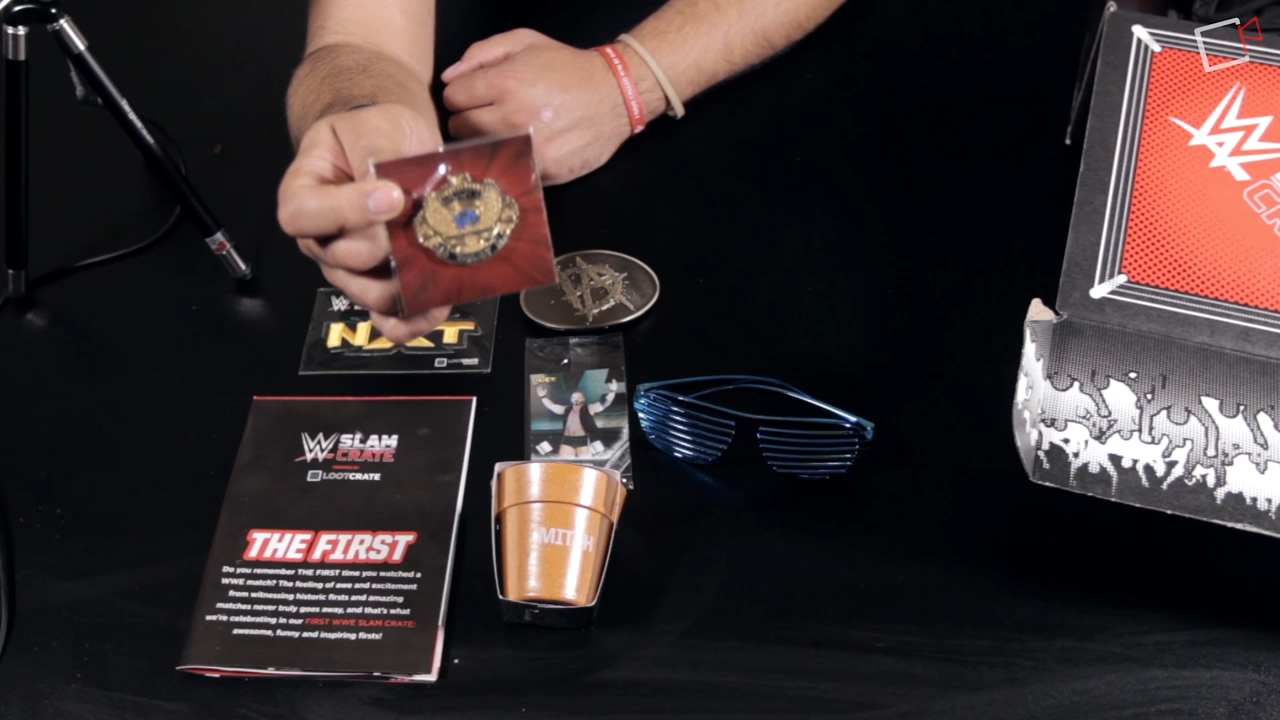 NXT
LOOTCRATE
WWE SLAM
CRATE
LOOTCRATE
THE FIRST
Do you remember THE FIRST time you watched a
WWE match? The feeling of awe and excitement
from witnessing historic firsts and amazing
matches never truly goes away, and that's what
we're celebrating in our FIRST WWE SLAM CRATE:
awesome, funny and inspiring firsts!
MITCH